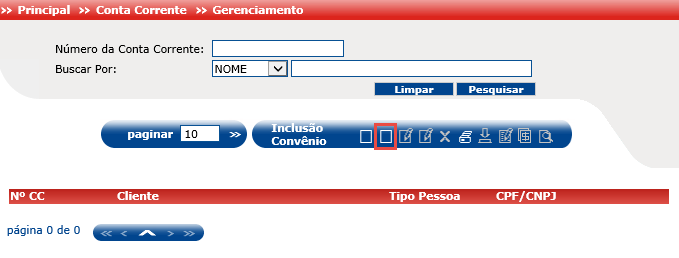 >> Principal >> Conta Corrente >> Gerenciamento
Número da Conta Corrente:
Buscar Por: NOME
Limpar Pesquisar
paginar 10 >> Inclusão Convênio
Nº CC Cliente Tipo Pessoa CPF/CNPJ
página 0 de 0 << < > >>